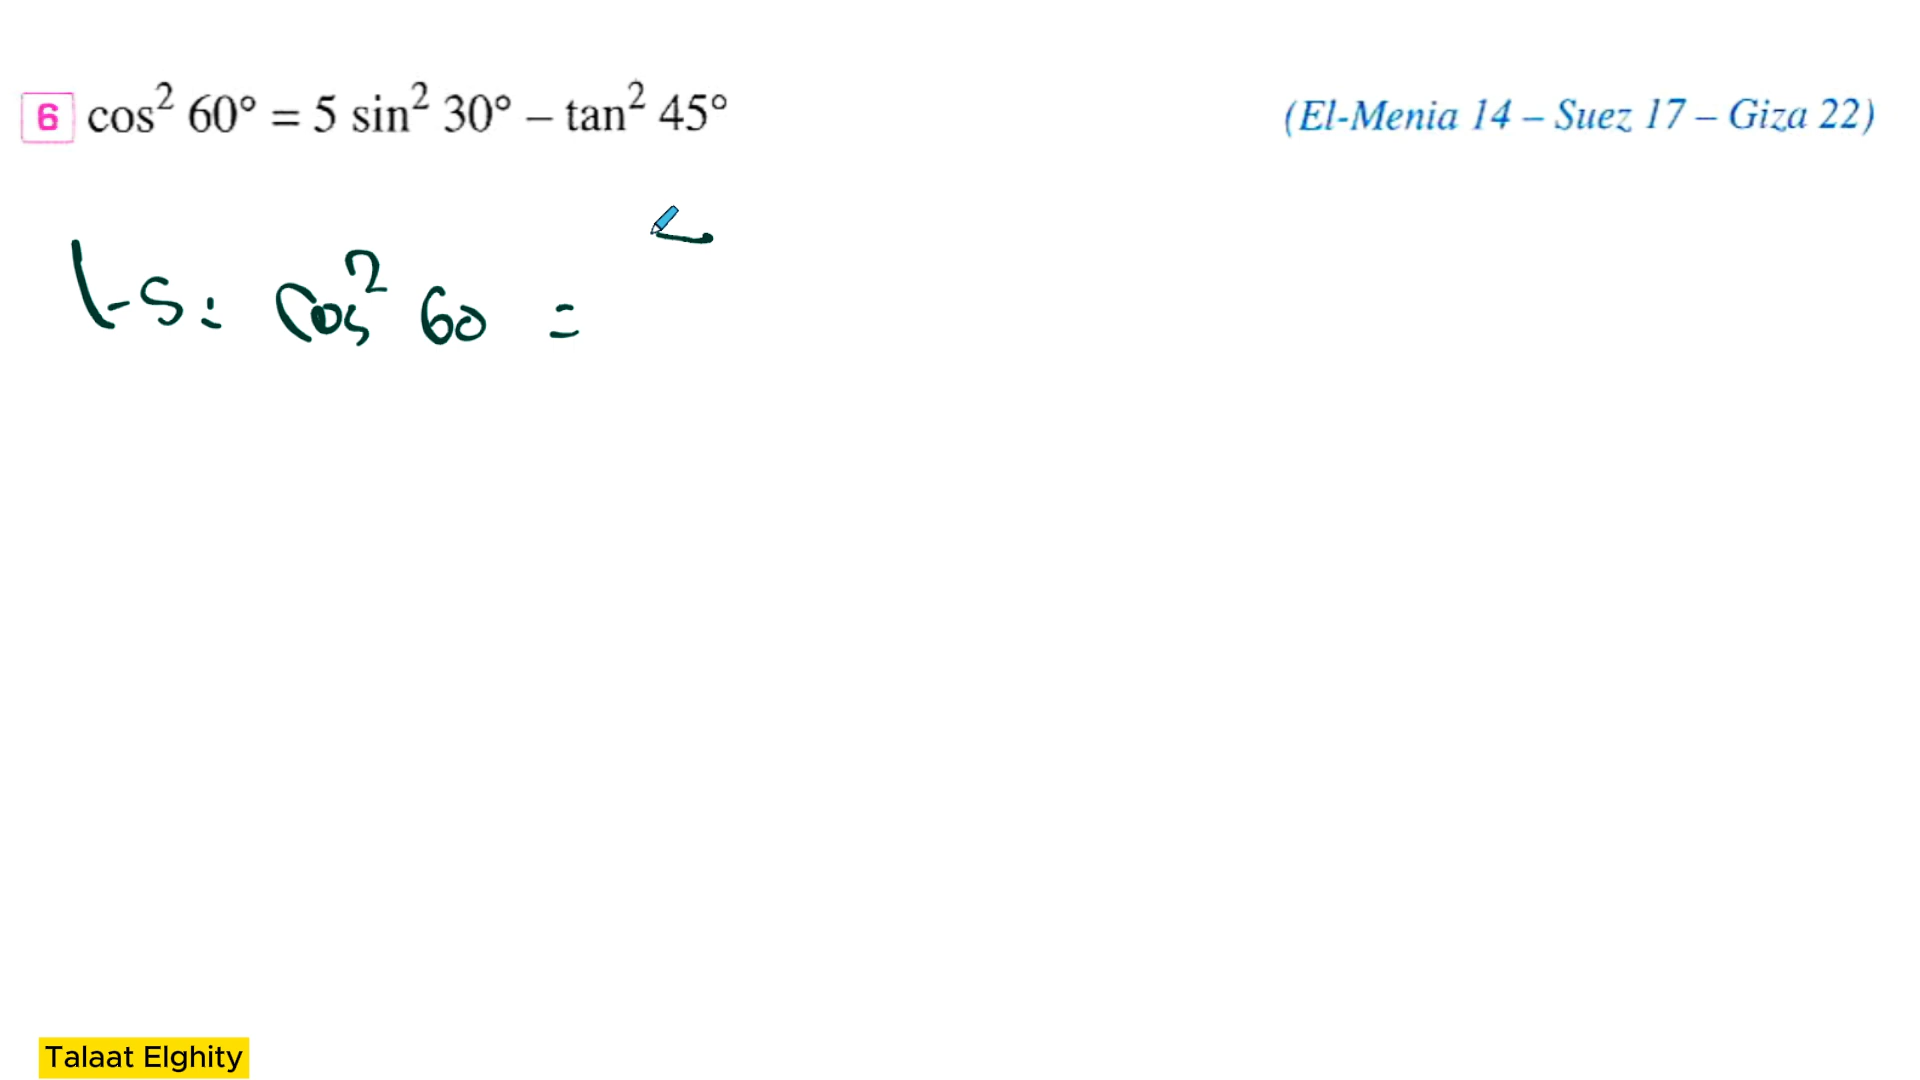 6 cos² 60° = 5 sin² 30° – tan² 45° (El-Menia 14 – Suez 17 – Giza 22)
L-S: cos² 60 =
Talaat Elghity